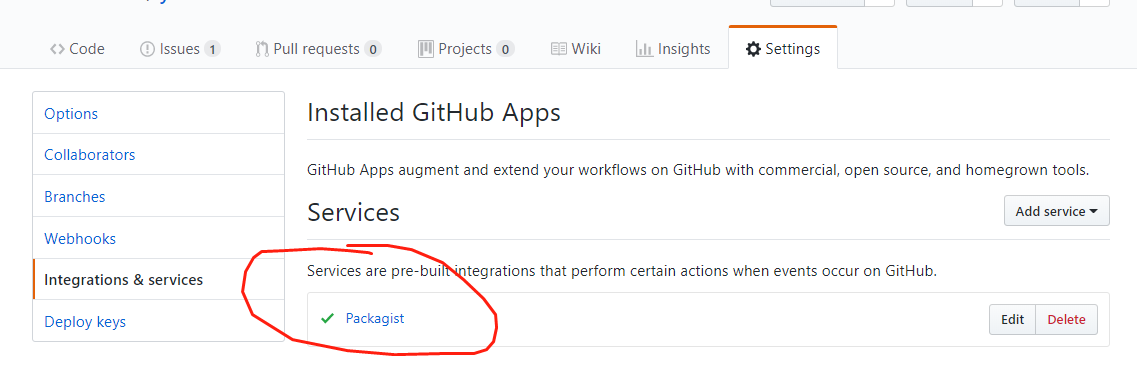 Code Issues 1 Pull requests 0 Projects 0 Wiki Insights Settings
Options
Collaborators
Branches
Webhooks
Integrations & services
Deploy keys
Installed GitHub Apps
GitHub Apps augment and extend your workflows on GitHub with commercial, open source, and homegrown tools.
Services
Add service
Services are pre-built integrations that perform certain actions when events occur on GitHub.
Packagist
Edit Delete